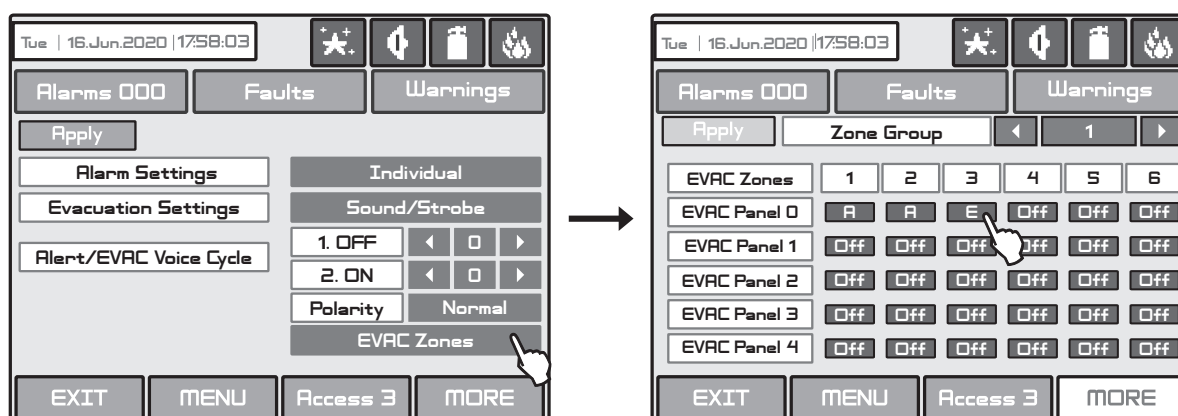 Tue | 16.Jun.2020 | 17:58:03
Alarms 000 Faults Warnings
Apply
Alarm Settings Individual
Evacuation Settings Sound/Strobe
Alert/EVAC Voice Cycle
1. OFF 0
2. ON 0
Polarity Normal
EVAC Zones
EXIT MENU Access 3 MORE
Tue | 16.Jun.2020 | 17:58:03
Alarms 000 Faults Warnings
Apply Zone Group 1
EVAC Zones 1 2 3 4 5 6
EVAC Panel 0 A A E Off Off Off
EVAC Panel 1 Off Off Off Off Off Off
EVAC Panel 2 Off Off Off Off Off Off
EVAC Panel 3 Off Off Off Off Off Off
EVAC Panel 4 Off Off Off Off Off Off
EXIT MENU Access 3 MORE